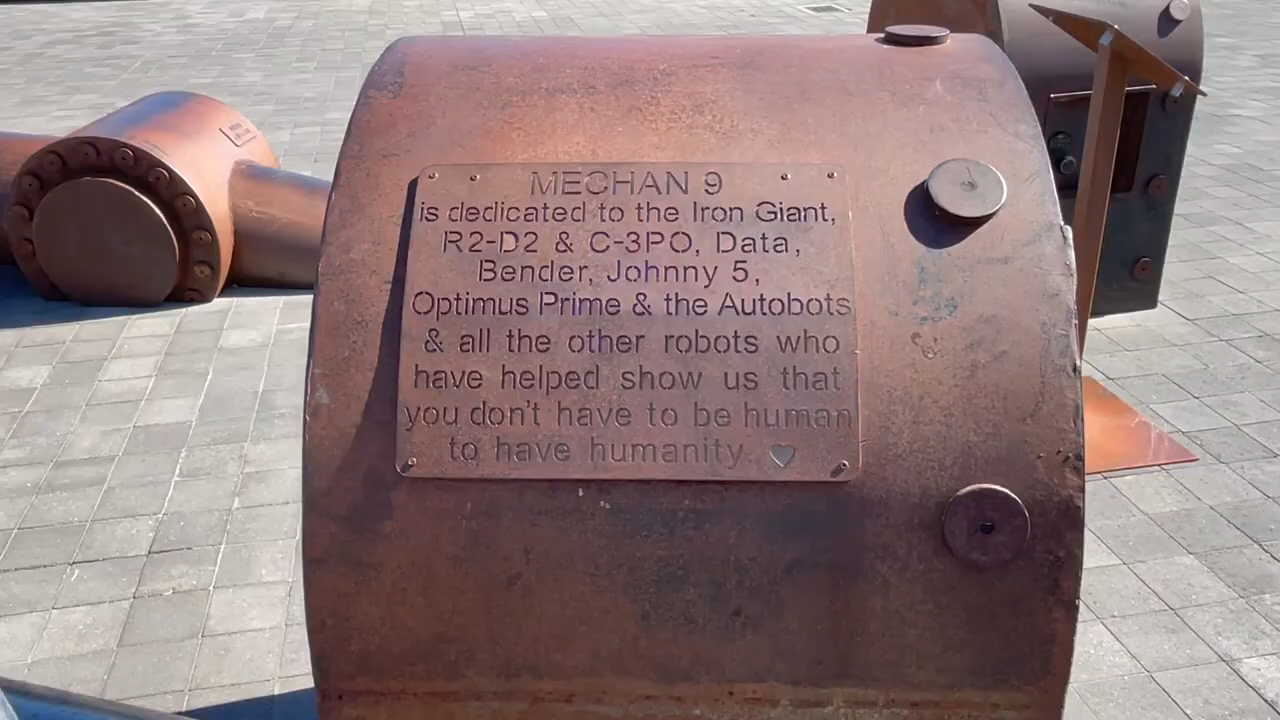 MECHAN 9
is dedicated to the Iron Giant,
R2-D2 & C-3PO, Data,
Bender, Johnny 5,
Optimus Prime & the Autobots
& all the other robots who
have helped show us that
you don't have to be human
to have humanity. ♥